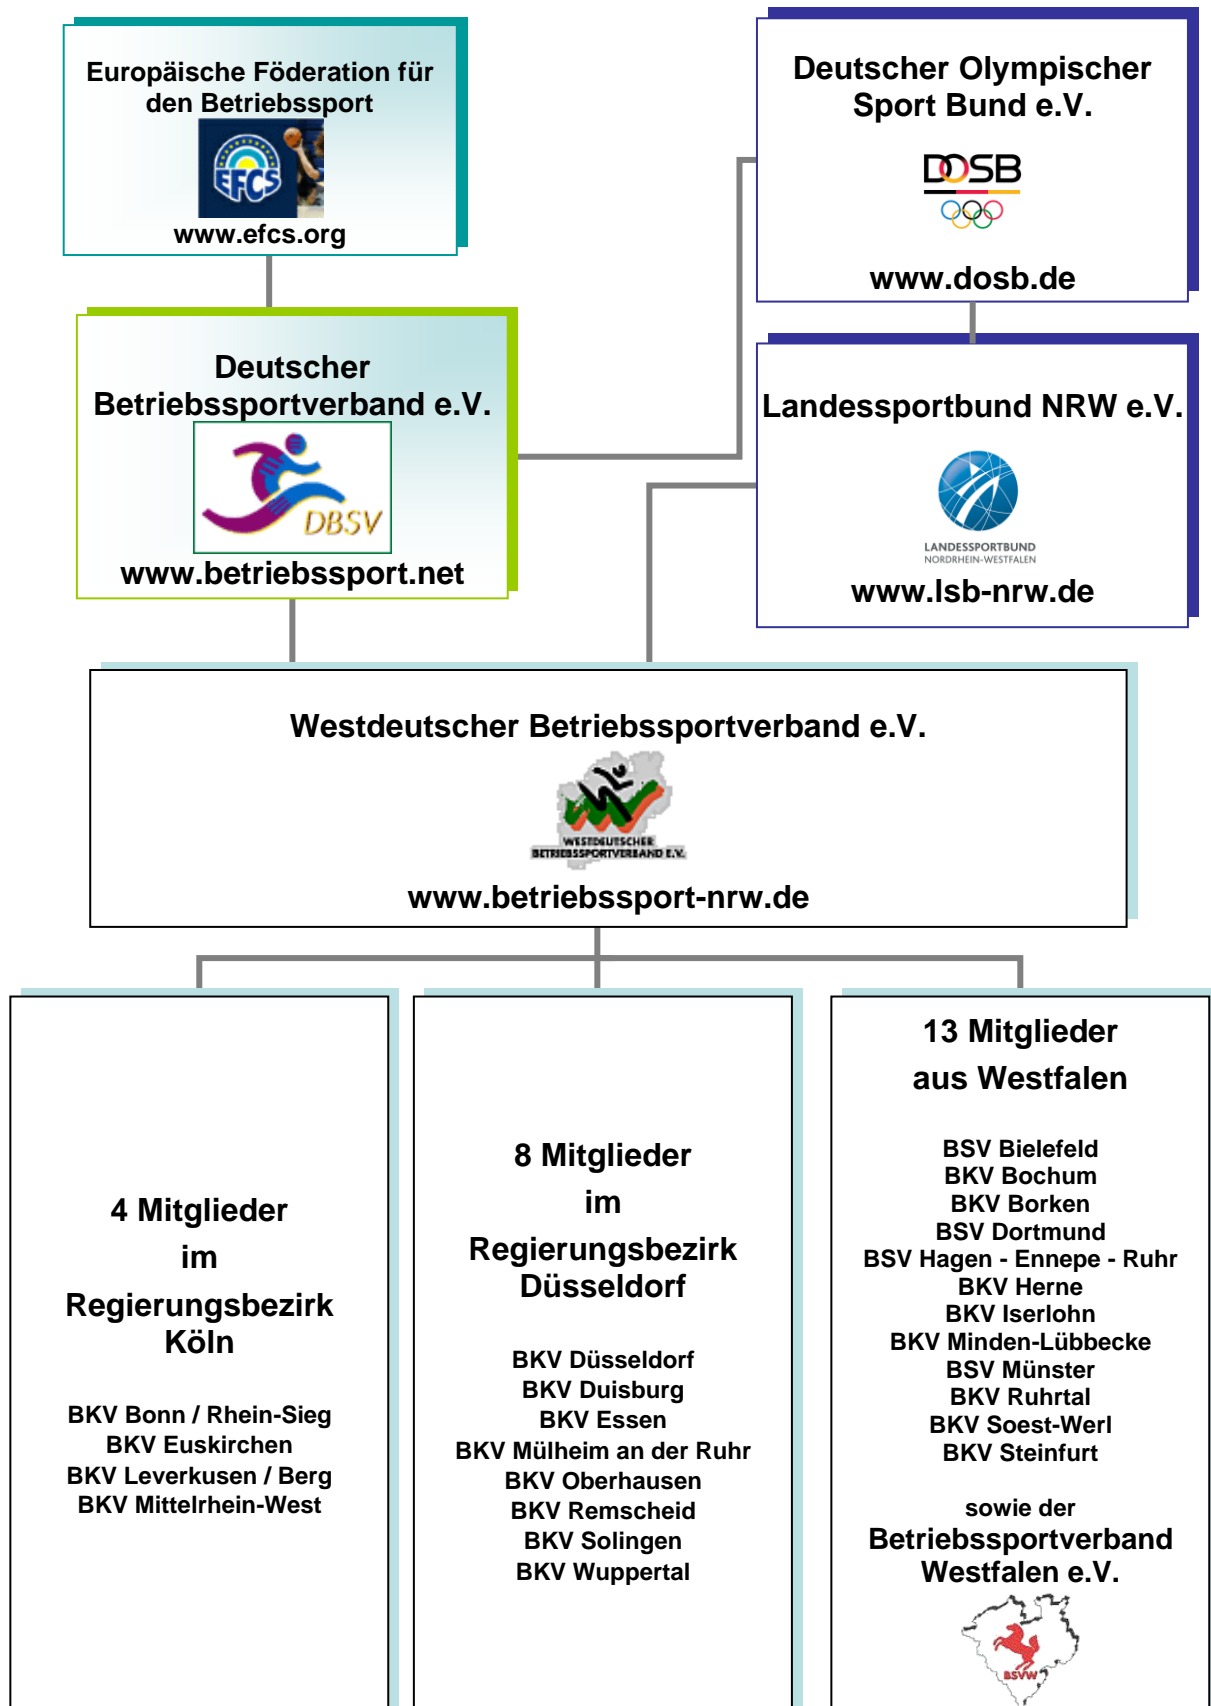 Europäische Föderation für
den Betriebssport
EFCS
www.efcs.org
Deutscher Olympischer
Sport Bund e.V.
DOSB
www.dosb.de
Deutscher
Betriebssportverband e.V.
DBSV
www.betriebssport.net
Landessportbund NRW e.V.
LANDESSPORTBUND
NORDRHEIN-WESTFALEN
www.lsb-nrw.de
Westdeutscher Betriebssportverband e.V.
WESTDEUTSCHER
BETRIEBSSPORTVERBAND E.V.
www.betriebssport-nrw.de
4 Mitglieder
im
Regierungsbezirk
Köln
BKV Bonn / Rhein-Sieg
BKV Euskirchen
BKV Leverkusen / Berg
BKV Mittelrhein-West
8 Mitglieder
im
Regierungsbezirk
Düsseldorf
BKV Düsseldorf
BKV Duisburg
BKV Essen
BKV Mülheim an der Ruhr
BKV Oberhausen
BKV Remscheid
BKV Solingen
BKV Wuppertal
13 Mitglieder
aus Westfalen
BSV Bielefeld
BKV Bochum
BKV Borken
BSV Dortmund
BSV Hagen - Ennepe - Ruhr
BKV Herne
BKV Iserlohn
BKV Minden-Lübbecke
BSV Münster
BKV Ruhrtal
BKV Soest-Werl
BKV Steinfurt
sowie der
Betriebssportverband
Westfalen e.V.
BSVW